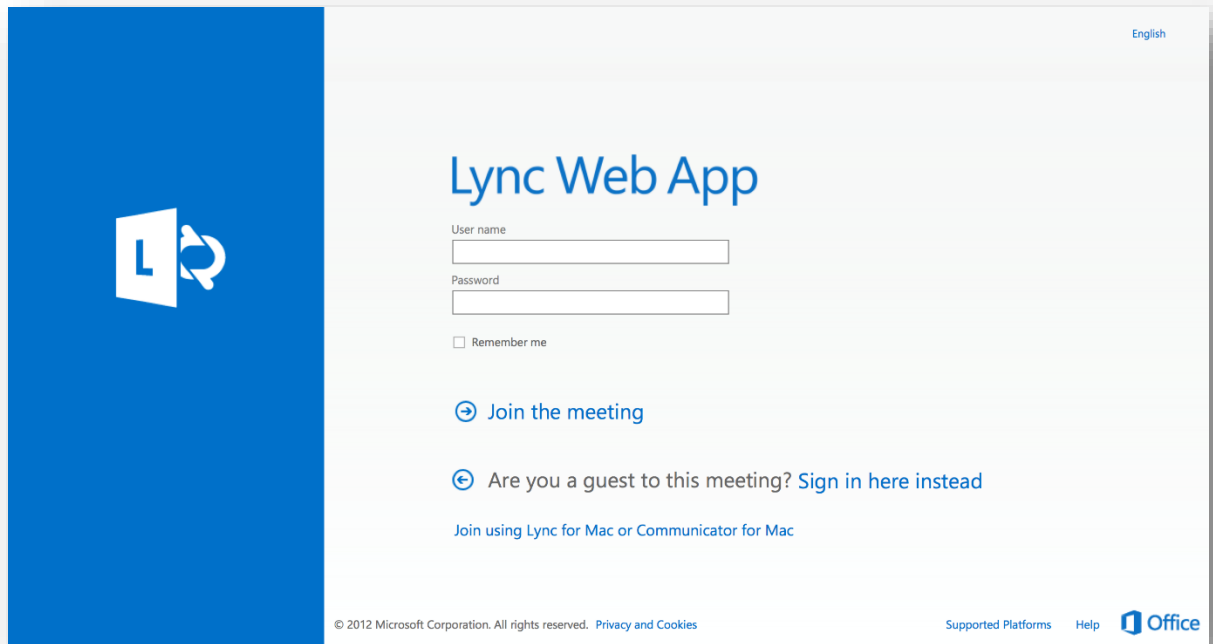 English
L
Lync Web App
User name
Password
Remember me
Join the meeting
Are you a guest to this meeting? Sign in here instead
Join using Lync for Mac or Communicator for Mac
© 2012 Microsoft Corporation. All rights reserved. Privacy and Cookies Supported Platforms Help Office